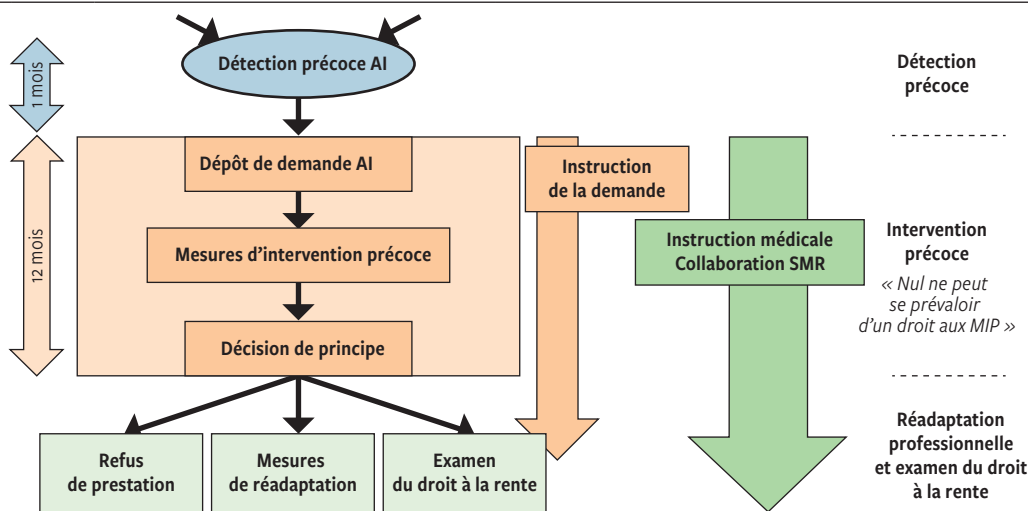 1 mois
Détection précoce AI
Détection
précoce
12 mois
Dépôt de demande AI
Mesures d'intervention précoce
Décision de principe
Instruction
de la demande
Instruction médicale
Collaboration SMR
Intervention
précoce
« Nul ne peut
se prévaloir
d'un droit aux MIP »
Refus
de prestation
Mesures
de réadaptation
Examen
du droit à la rente
Réadaptation
professionnelle
et examen du droit
à la rente